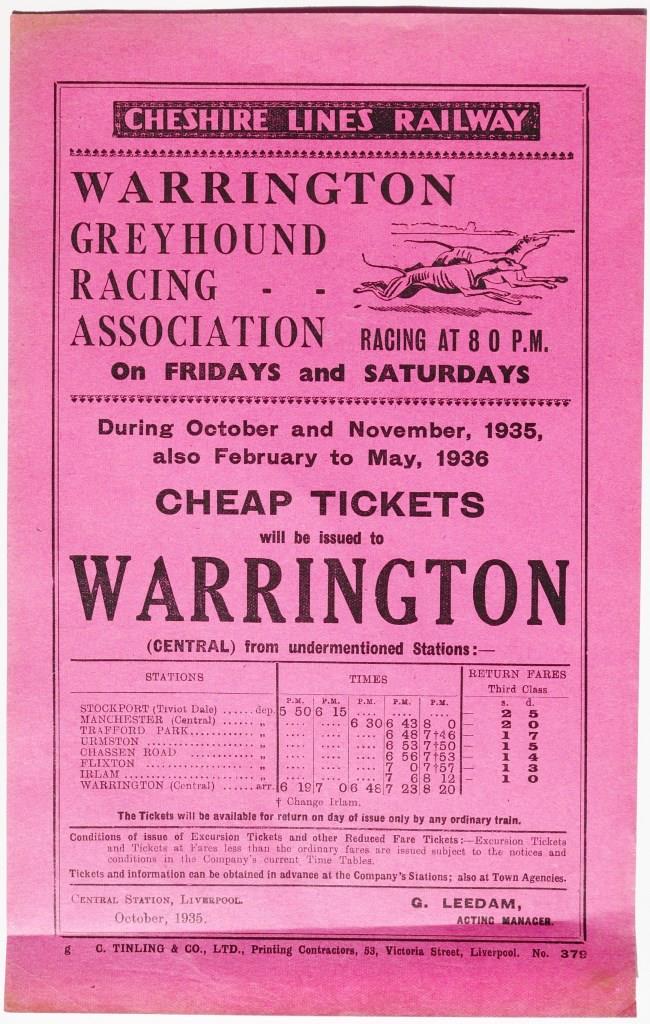 CHESHIRE LINES RAILWAY
WARRINGTON
GREYHOUND
RACING - -
ASSOCIATION
RACING AT 8 0 P.M.
On FRIDAYS and SATURDAYS
During October and November, 1935,
also February to May, 1936
CHEAP TICKETS
will be issued to
WARRINGTON
(CENTRAL) from undermentioned Stations:—
STATIONS TIMES RETURN FARES
Third Class
P.M. P.M. P.M. P.M. P.M. s. d.
STOCKPORT (Tiviot Dale) ...... dep. 5 50 6 15 .... .... .... 2 5
MANCHESTER (Central) ...... „ .... .... 6 30 6 43 8 0 2 0
TRAFFORD PARK............ „ .... .... .... 6 48 7†46 1 7
URMSTON .................. „ .... .... .... 6 53 7†50 1 5
CHASSEN ROAD ............ „ .... .... .... 6 56 7†53 1 4
FLIXTON .................. „ .... .... .... 7 0 7†57 1 3
IRLAM ..................... „ .... .... .... 7 6 8 12 1 0
WARRINGTON (Central) ...... arr. 6 19 7 0 6 48 7 23 8 20
† Change Irlam.
The Tickets will be available for return on day of issue only by any ordinary train.
Conditions of issue of Excursion Tickets and other Reduced Fare Tickets:—Excursion Tickets
and Tickets at Fares less than the ordinary fares are issued subject to the notices and
conditions in the Company's current Time Tables.
Tickets and information can be obtained in advance at the Company's Stations; also at Town Agencies.
CENTRAL STATION, LIVERPOOL.
October, 1935.
G. LEEDAM,
ACTING MANAGER.
g C. TINLING & CO., LTD., Printing Contractors, 53, Victoria Street, Liverpool. No. 379